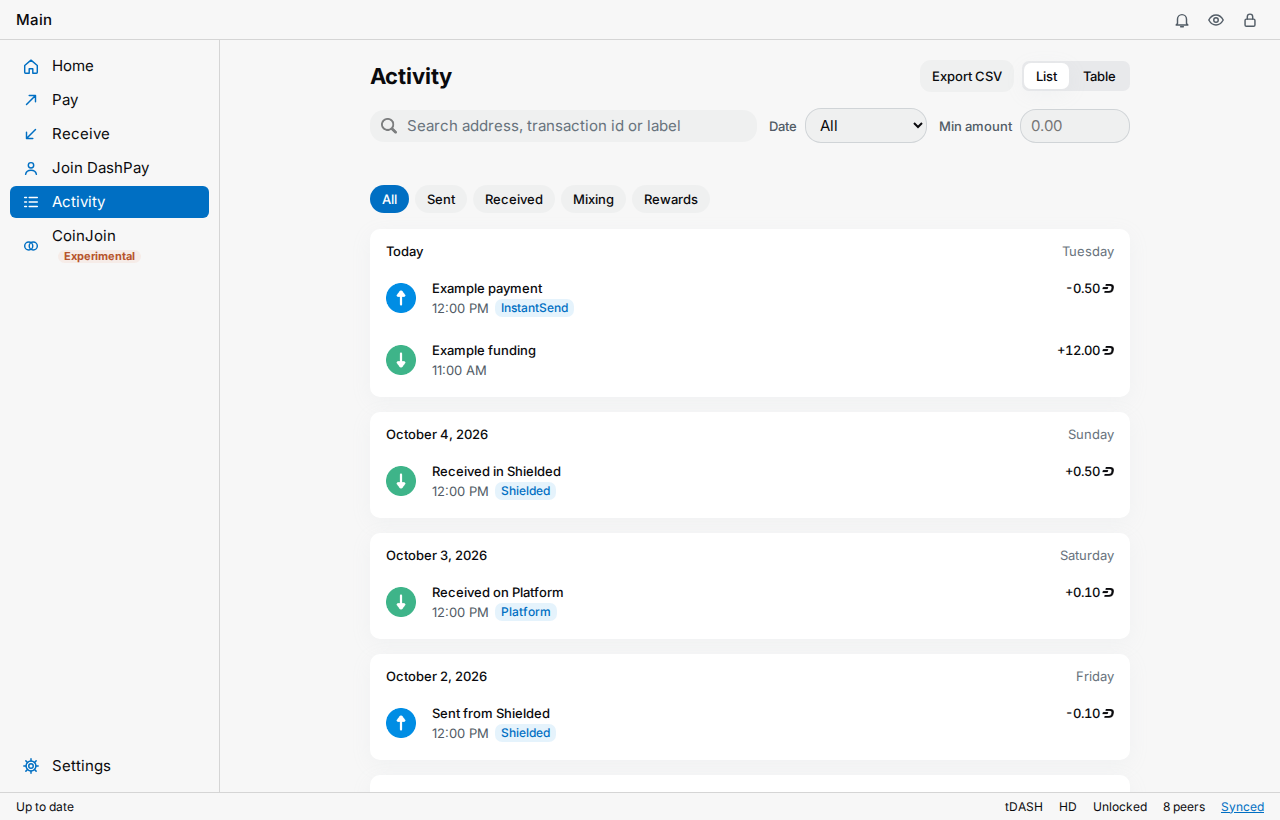 Main
Home
Pay
Receive
Join DashPay
Activity
CoinJoin
Experimental
Settings
Activity
Export CSV
List
Table
Search address, transaction id or label
Date
All
Min amount
0.00
All
Sent
Received
Mixing
Rewards
Today
Tuesday
Example payment
-0.50
12:00 PM InstantSend
Example funding
+12.00
11:00 AM
October 4, 2026
Sunday
Received in Shielded
+0.50
12:00 PM Shielded
October 3, 2026
Saturday
Received on Platform
+0.10
12:00 PM Platform
October 2, 2026
Friday
Sent from Shielded
-0.10
12:00 PM Shielded
Up to date
tDASH
HD
Unlocked
8 peers
Synced